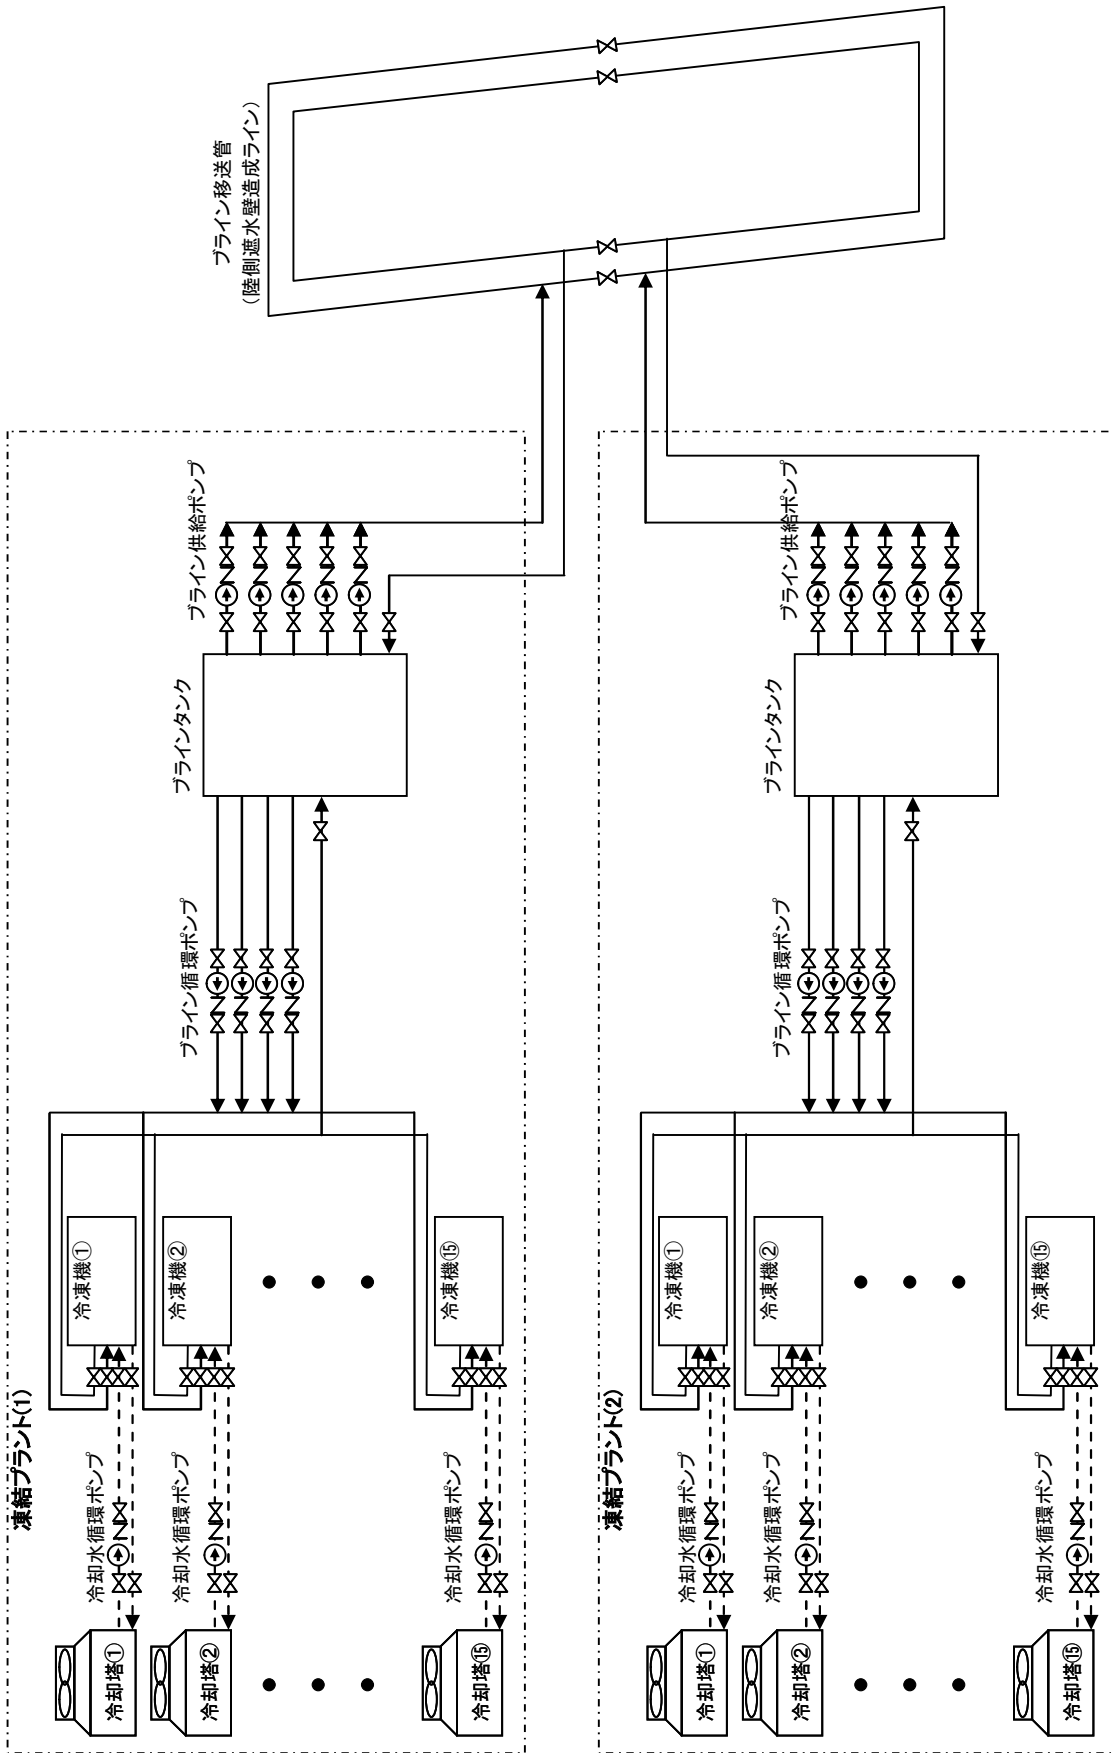 ブライン移送管
（陸側遮水壁造成ライン）
凍結プラント(1)
ブライン供給ポンプ
ブラインタンク
ブライン循環ポンプ
冷凍機①
冷凍機②
冷凍機⑮
冷却水循環ポンプ
冷却水循環ポンプ
冷却水循環ポンプ
冷却塔①
冷却塔②
冷却塔⑮
凍結プラント(2)
ブライン供給ポンプ
ブラインタンク
ブライン循環ポンプ
冷凍機①
冷凍機②
冷凍機⑮
冷却水循環ポンプ
冷却水循環ポンプ
冷却水循環ポンプ
冷却塔①
冷却塔②
冷却塔⑮